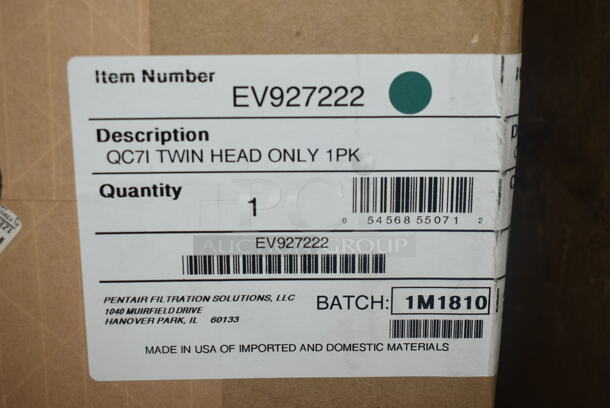 Item Number
EV927222
Description
QC7I TWIN HEAD ONLY 1PK
Quantity
1
0 54568 55071 2
EV927222
PENTAIR FILTRATION SOLUTIONS, LLC
1040 MUIRFIELD DRIVE
HANOVER PARK, IL 60133
BATCH: 1M1810
MADE IN USA OF IMPORTED AND DOMESTIC MATERIALS